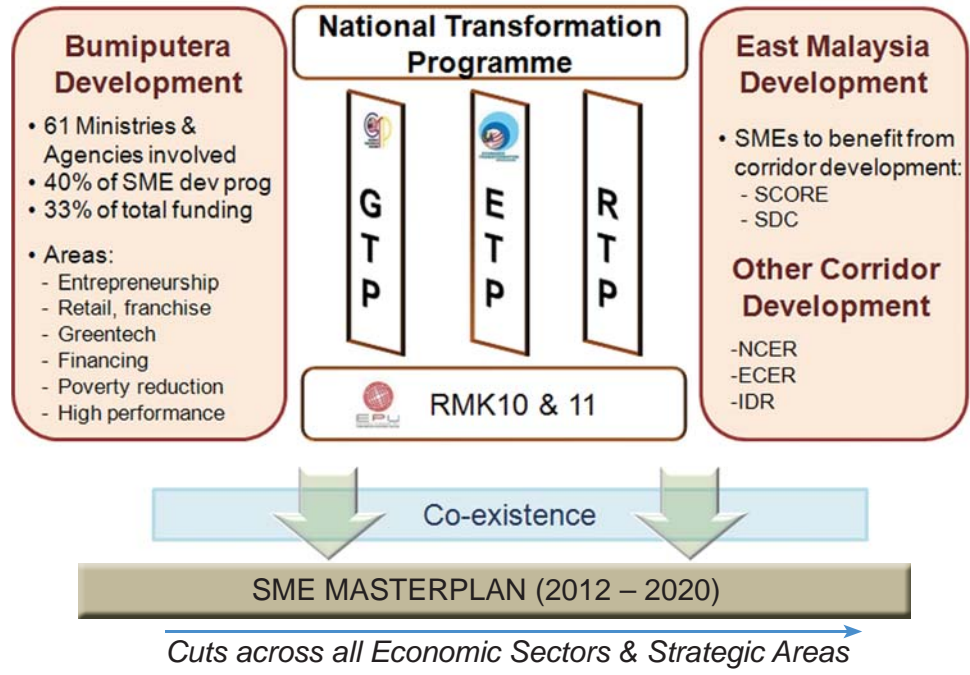 Bumiputera
Development
• 61 Ministries &
Agencies involved
• 40% of SME dev prog
• 33% of total funding
• Areas:
- Entrepreneurship
- Retail, franchise
- Greentech
- Financing
- Poverty reduction
- High performance
National Transformation
Programme
G
T
P
E
T
P
R
T
P
EPU
RMK10 & 11
East Malaysia
Development
• SMEs to benefit from
corridor development:
- SCORE
- SDC
Other Corridor
Development
-NCER
-ECER
-IDR
Co-existence
SME MASTERPLAN (2012 – 2020)
Cuts across all Economic Sectors & Strategic Areas